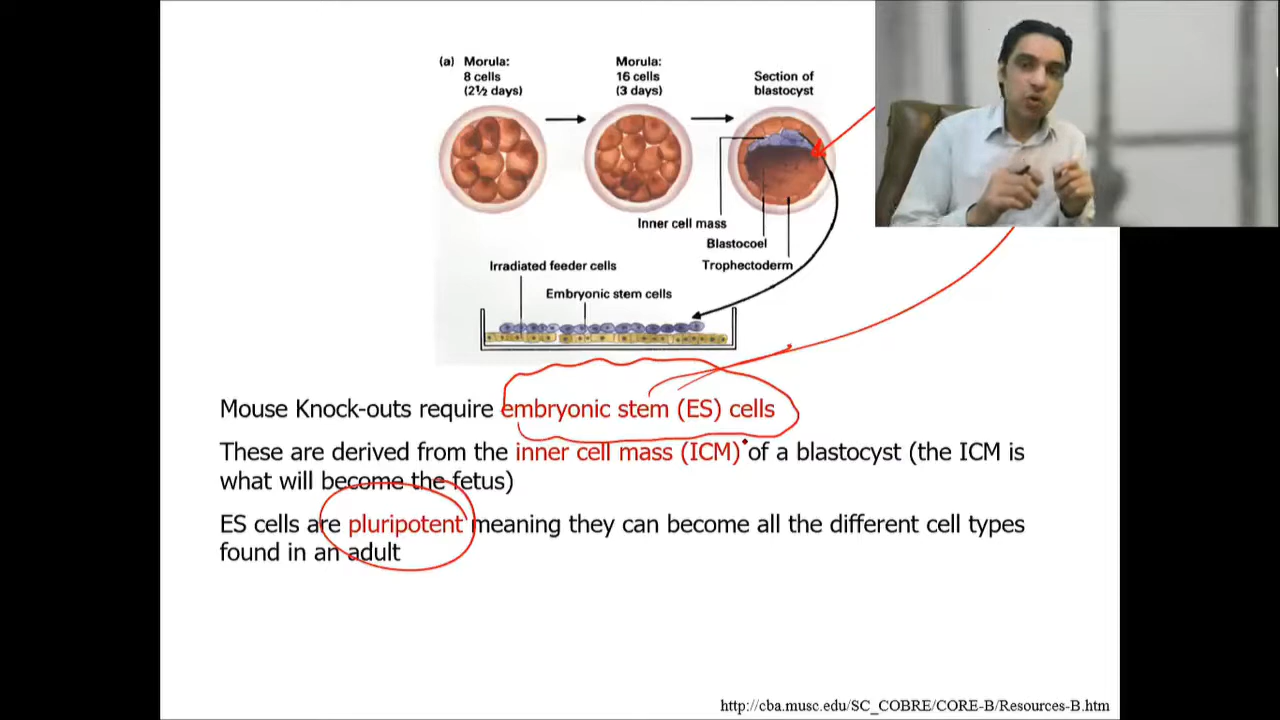 (a) Morula:
8 cells
(2½ days)
Morula:
16 cells
(3 days)
Section of
blastocyst
Inner cell mass
Blastocoel
Trophectoderm
Irradiated feeder cells
Embryonic stem cells
Mouse Knock-outs require embryonic stem (ES) cells
These are derived from the inner cell mass (ICM) of a blastocyst (the ICM is
what will become the fetus)
ES cells are pluripotent meaning they can become all the different cell types
found in an adult
http://cba.musc.edu/SC_COBRE/CORE-B/Resources-B.htm